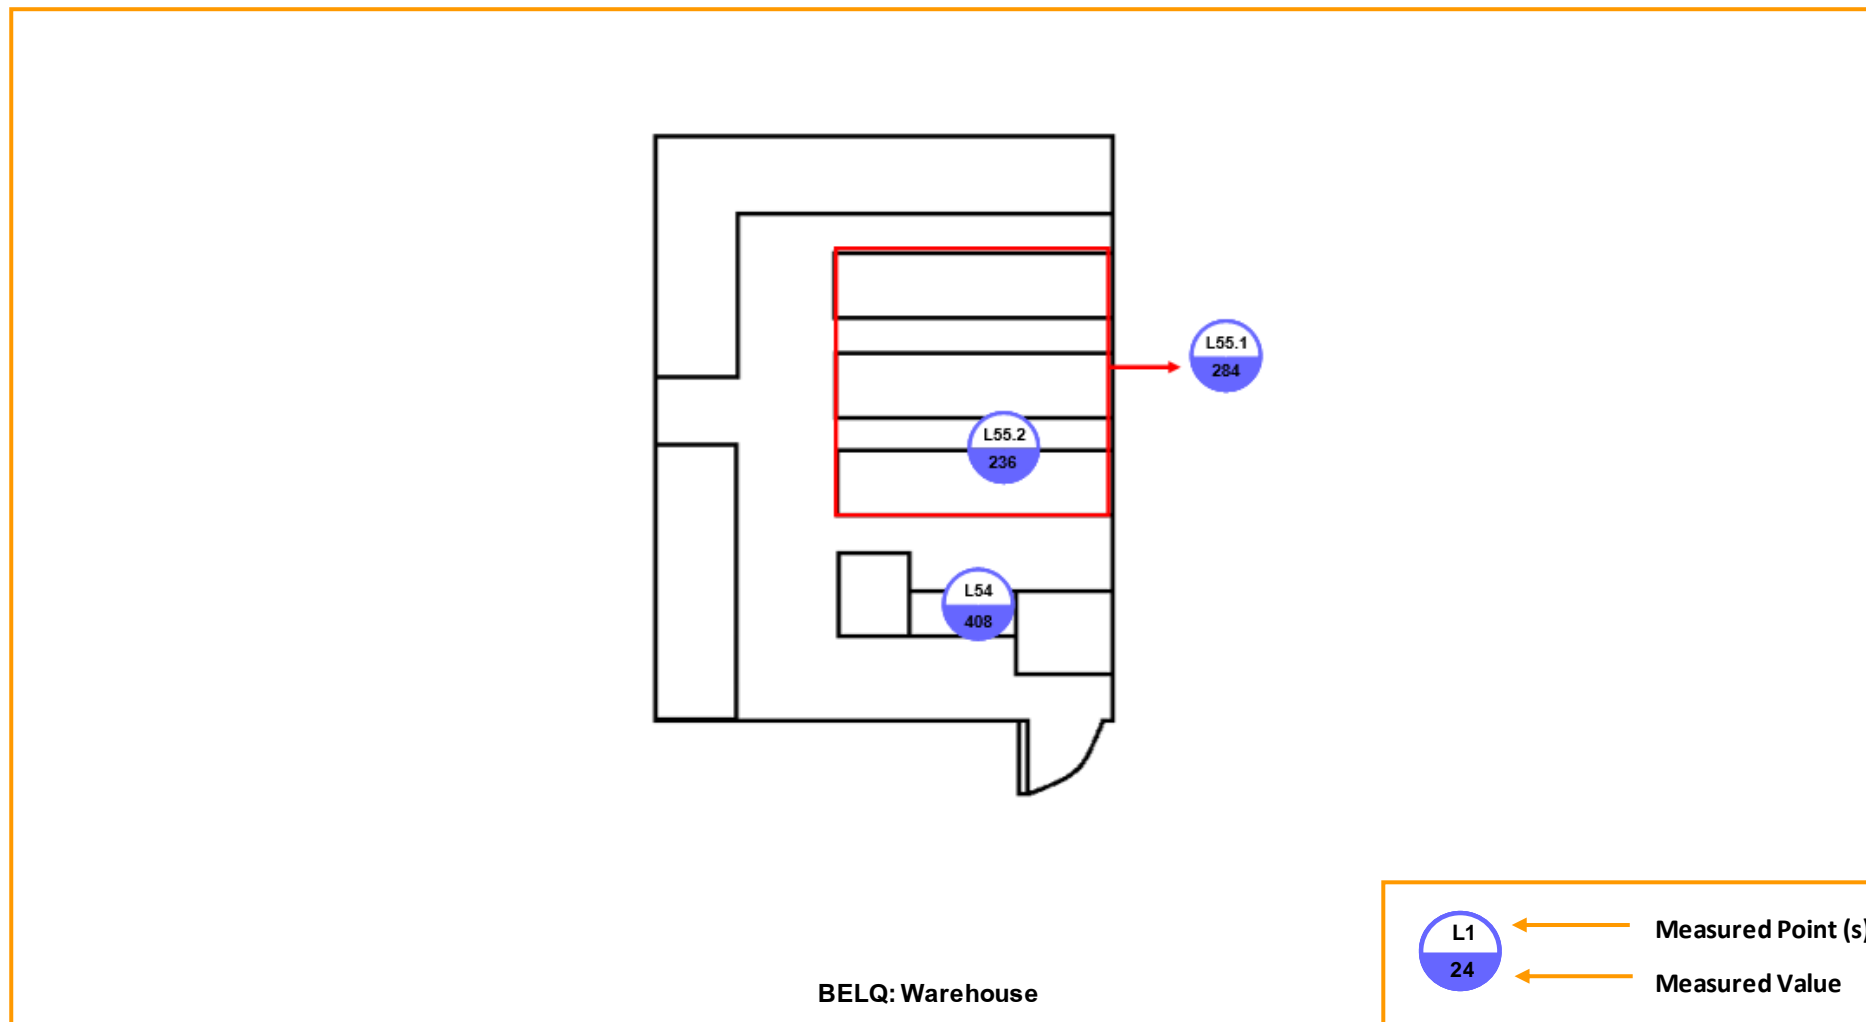 L55.1
284
L55.2
236
L54
408
L1
24
Measured Point (s)
Measured Value
BELQ: Warehouse